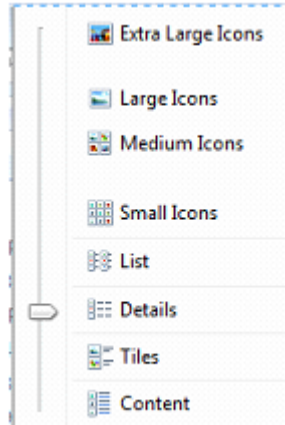 Extra Large Icons
Large Icons
Medium Icons
Small Icons
List
Details
Tiles
Content